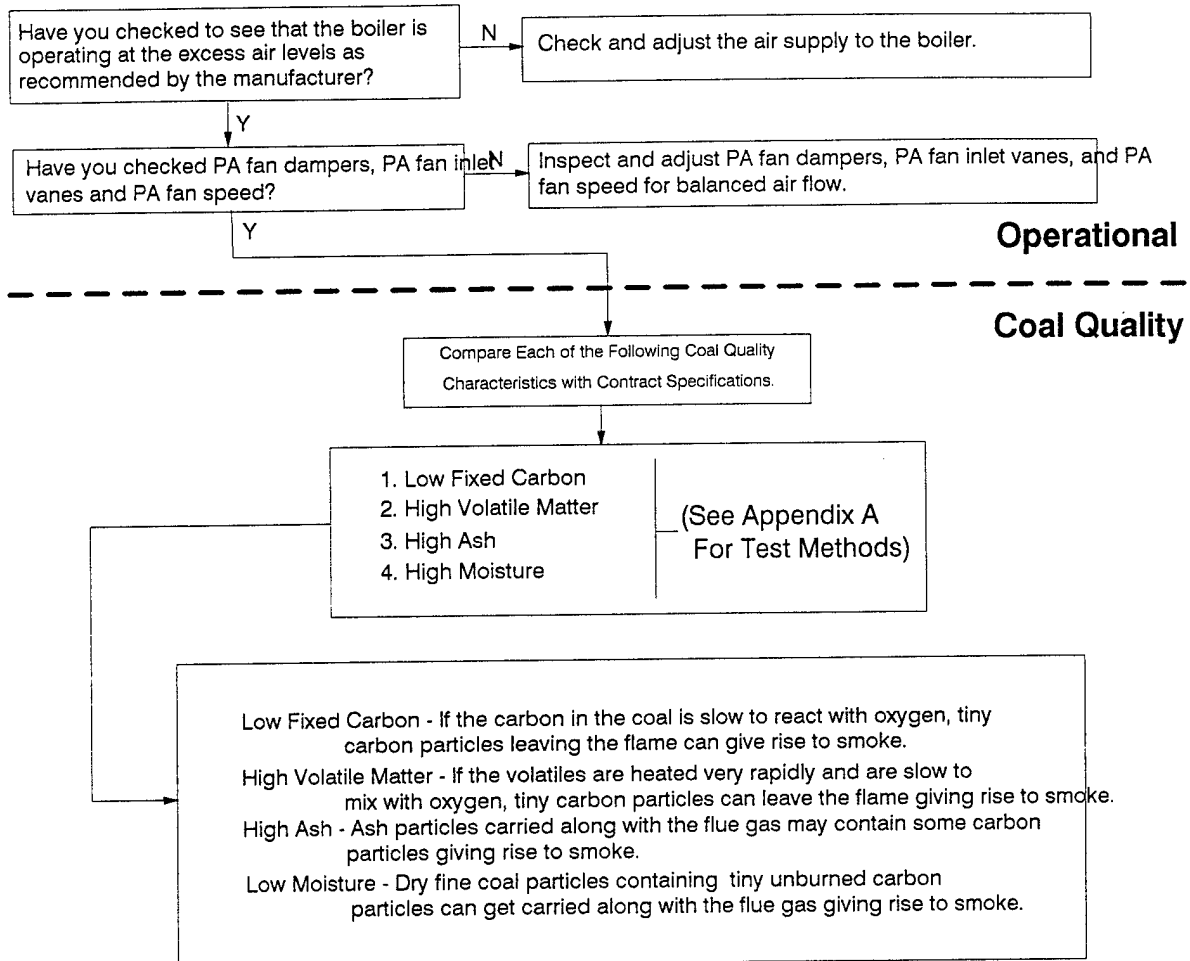 Have you checked to see that the boiler is
operating at the excess air levels as
recommended by the manufacturer?
N
Check and adjust the air supply to the boiler.
Y
Have you checked PA fan dampers, PA fan inlet
vanes and PA fan speed?
N
Inspect and adjust PA fan dampers, PA fan inlet vanes, and PA
fan speed for balanced air flow.
Y
Operational
Coal Quality
Compare Each of the Following Coal Quality
Characteristics with Contract Specifications.
1. Low Fixed Carbon
2. High Volatile Matter
3. High Ash
4. High Moisture
(See Appendix A
For Test Methods)
Low Fixed Carbon - If the carbon in the coal is slow to react with oxygen, tiny
carbon particles leaving the flame can give rise to smoke.
High Volatile Matter - If the volatiles are heated very rapidly and are slow to
mix with oxygen, tiny carbon particles can leave the flame giving rise to smoke.
High Ash - Ash particles carried along with the flue gas may contain some carbon
particles giving rise to smoke.
Low Moisture - Dry fine coal particles containing tiny unburned carbon
particles can get carried along with the flue gas giving rise to smoke.